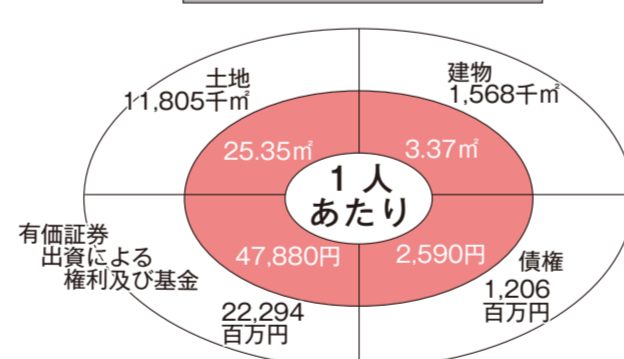 土地
11,805千㎡
建物
1,568千㎡
25.35㎡
3.37㎡
1 人
あたり
47,880円
2,590円
有価証券
出資による
権利及び基金
22,294
百万円
債権
1,206
百万円